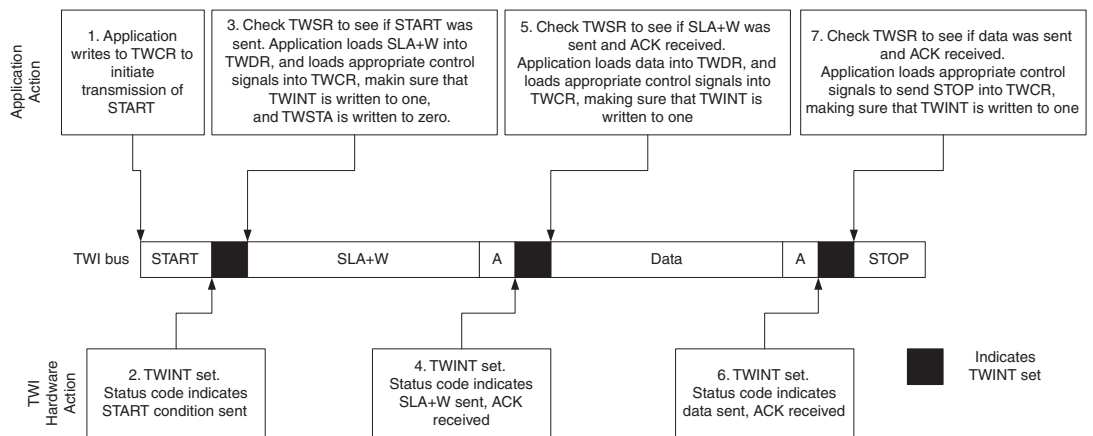 Application
Action
1. Application
writes to TWCR to
initiate
transmission of
START
3. Check TWSR to see if START was
sent. Application loads SLA+W into
TWDR, and loads appropriate control
signals into TWCR, makin sure that
TWINT is written to one,
and TWSTA is written to zero.
5. Check TWSR to see if SLA+W was
sent and ACK received.
Application loads data into TWDR, and
loads appropriate control signals into
TWCR, making sure that TWINT is
written to one
7. Check TWSR to see if data was sent
and ACK received.
Application loads appropriate control
signals to send STOP into TWCR,
making sure that TWINT is written to one
TWI bus
START
SLA+W
A
Data
A
STOP
TWI
Hardware
Action
2. TWINT set.
Status code indicates
START condition sent
4. TWINT set.
Status code indicates
SLA+W sent, ACK
received
6. TWINT set.
Status code indicates
data sent, ACK received
Indicates
TWINT set